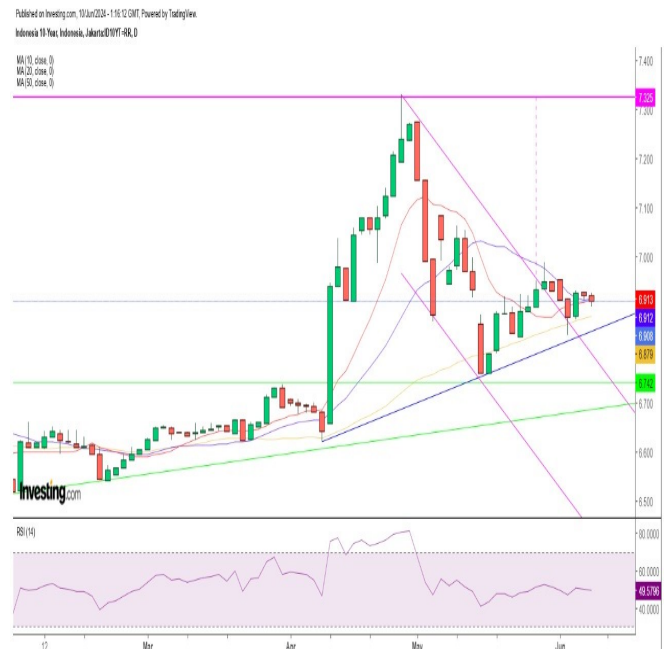 Published on Investing.com, 10/Jun/2024 - 1:16:12 GMT, Powered by TradingView.
Indonesia 10-Year, Indonesia, Jakarta:ID10YT=RR, D
MA (10, close, 0)
MA (20, close, 0)
MA (50, close, 0)
7.400
7.325
7.300
7.200
7.100
7.000
6.913
6.912
6.908
6.879
6.742
6.700
6.600
6.500
Investing.com
RSI (14)
80.0000
60.0000
49.5796
40.0000
12 Mar Apr May Jun